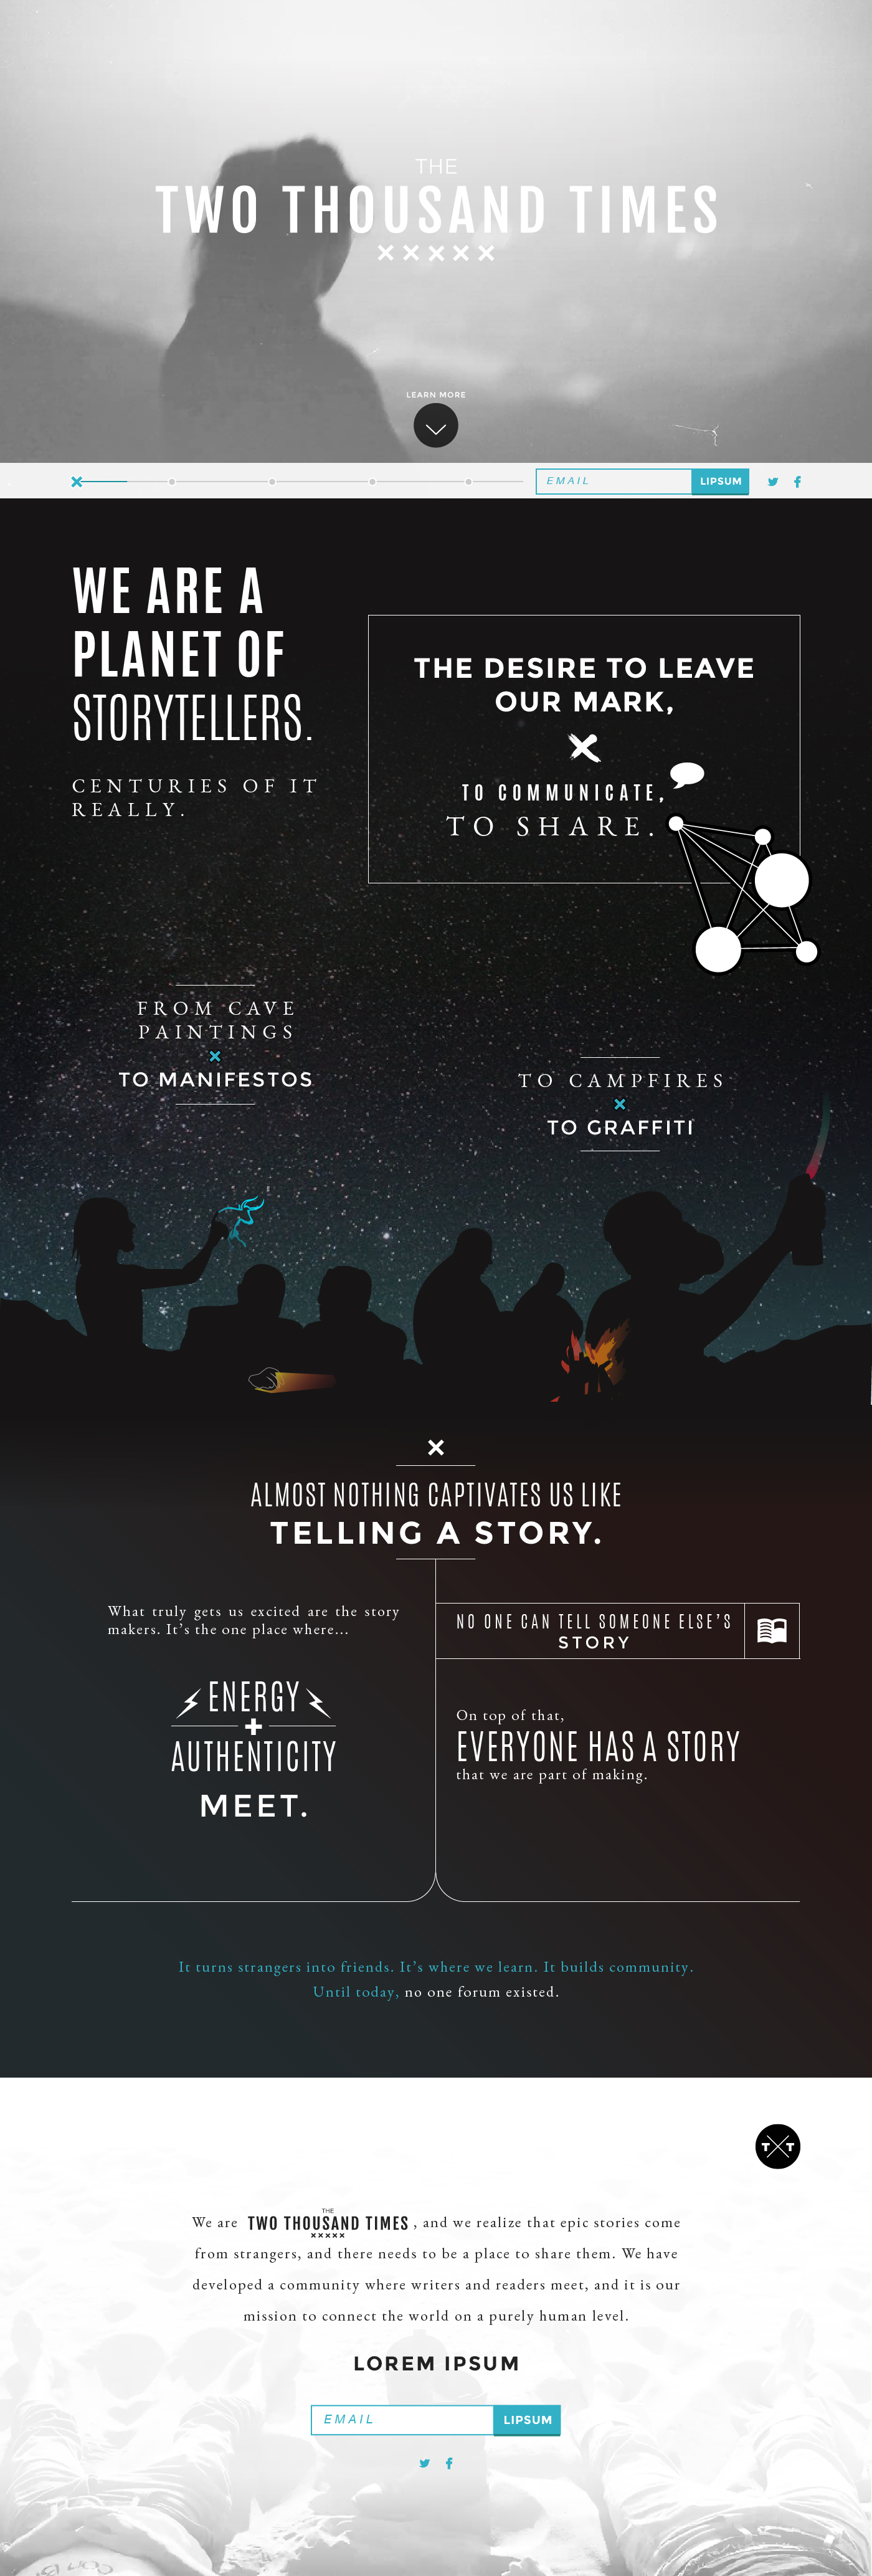 THE
TWO THOUSAND TIMES
LEARN MORE
EMAIL
LIPSUM
WE ARE A
PLANET OF
STORYTELLERS.
CENTURIES OF IT
REALLY.
THE DESIRE TO LEAVE
OUR MARK,
TO COMMUNICATE,
TO SHARE.
FROM CAVE
PAINTINGS
TO MANIFESTOS
TO CAMPFIRES
TO GRAFFITI
ALMOST NOTHING CAPTIVATES US LIKE
TELLING A STORY.
What truly gets us excited are the story
makers. It's the one place where...
ENERGY
+
AUTHENTICITY
MEET.
NO ONE CAN TELL SOMEONE ELSE'S
STORY
On top of that,
EVERYONE HAS A STORY
that we are part of making.
It turns strangers into friends. It's where we learn. It builds community.
Until today, no one forum existed.
TXT
We are THE TWO THOUSAND TIMES , and we realize that epic stories come
from strangers, and there needs to be a place to share them. We have
developed a community where writers and readers meet, and it is our
mission to connect the world on a purely human level.
LOREM IPSUM
EMAIL
LIPSUM